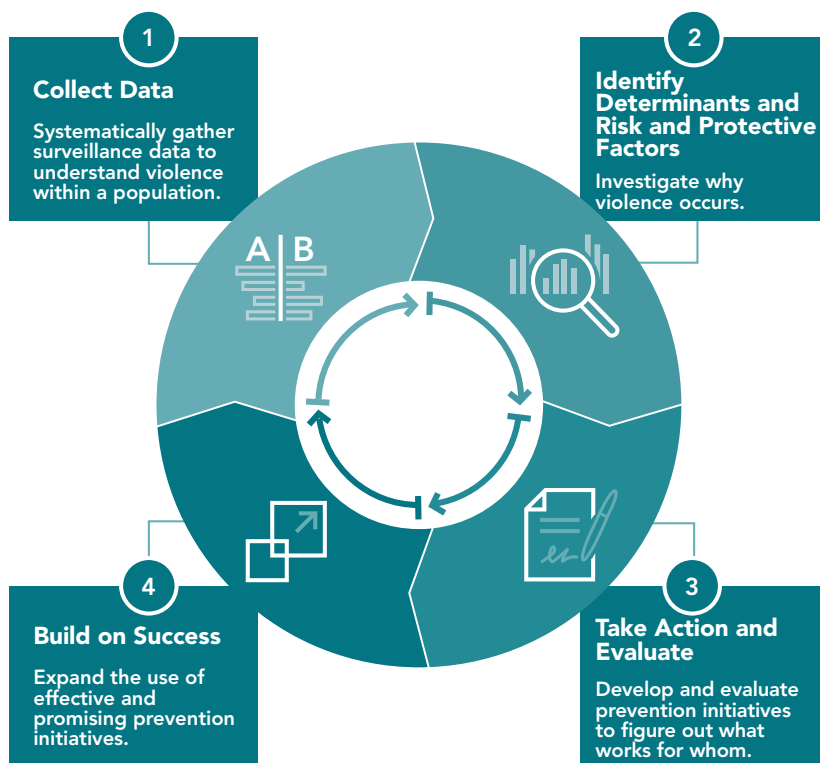 1
Collect Data
Systematically gather
surveillance data to
understand violence
within a population.
2
Identify
Determinants and
Risk and Protective
Factors
Investigate why
violence occurs.
A B
3
Take Action and
Evaluate
Develop and evaluate
prevention initiatives
to figure out what
works for whom.
4
Build on Success
Expand the use of
effective and
promising prevention
initiatives.